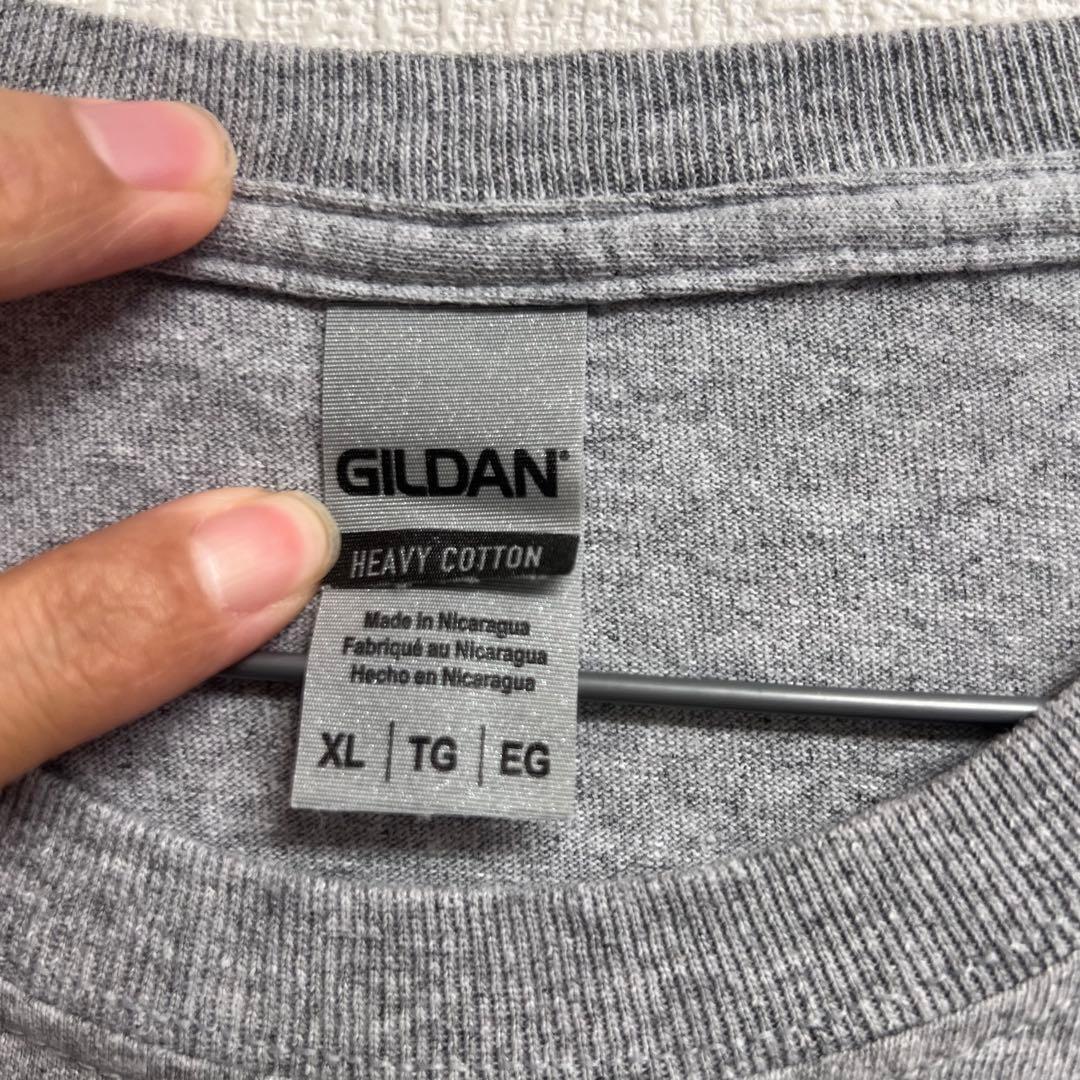 GILDAN®
HEAVY COTTON
Made in Nicaragua
Fabriqué au Nicaragua
Hecho en Nicaragua
XL | TG | EG